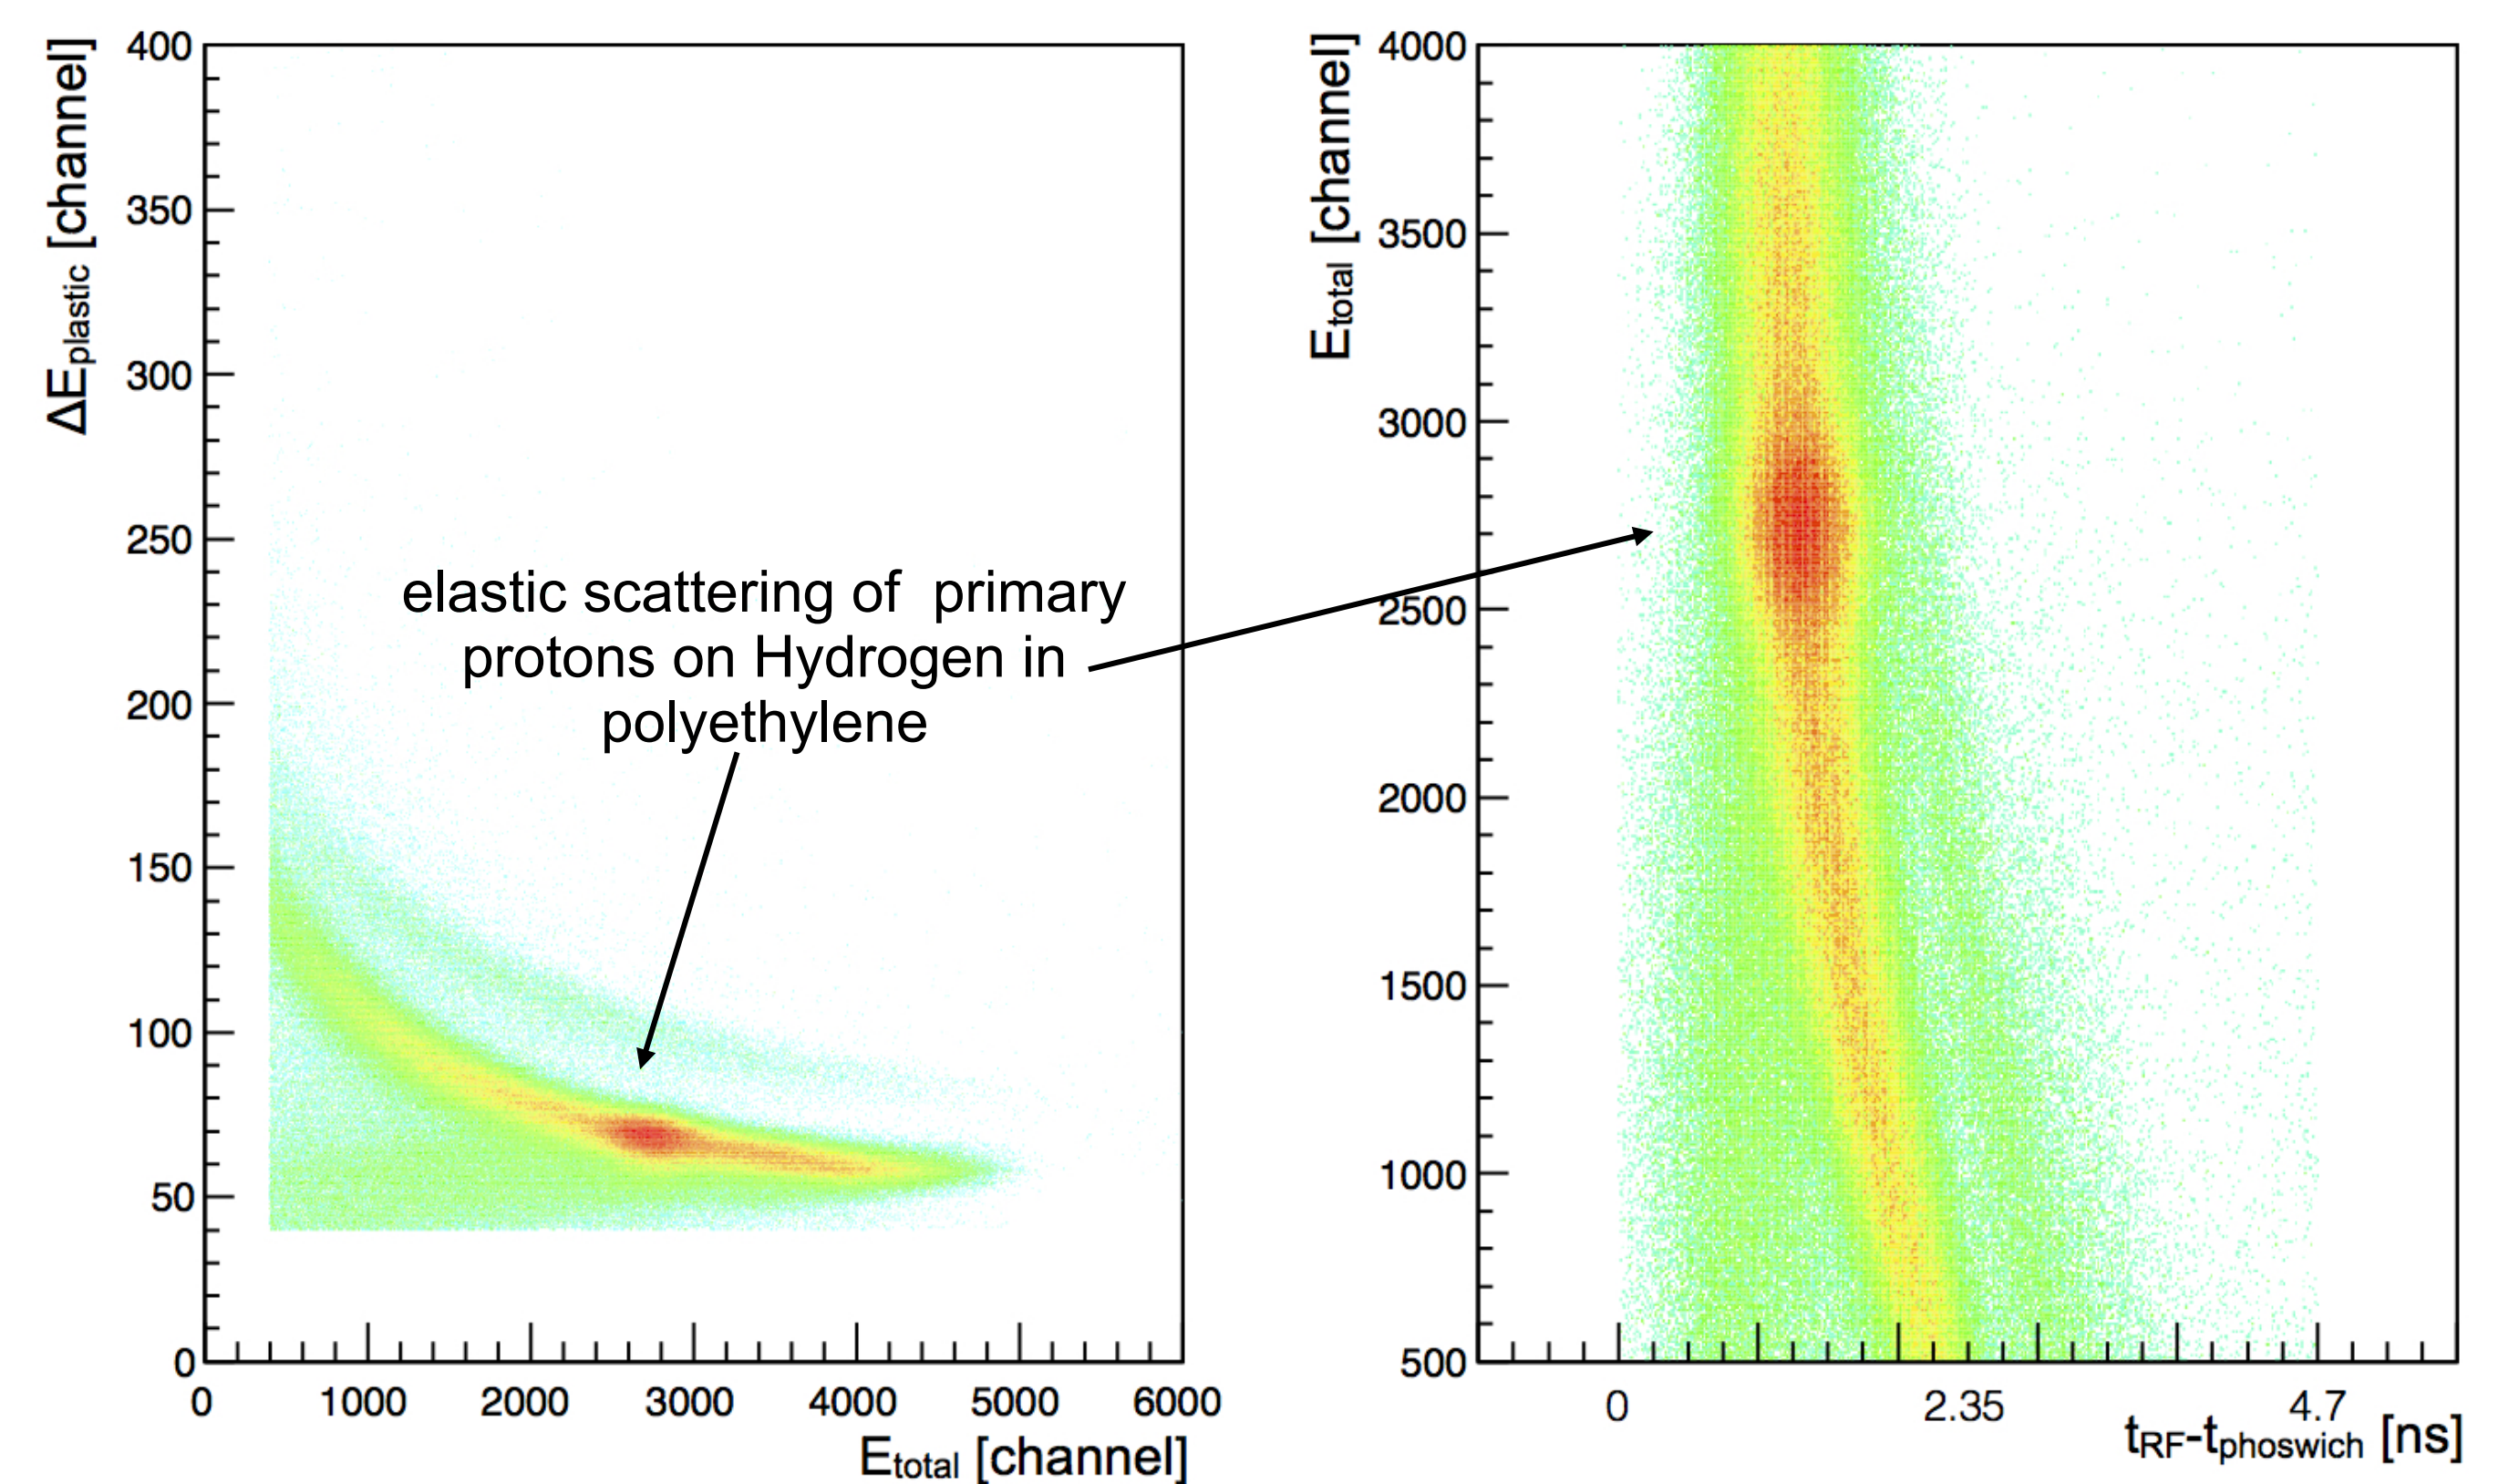 ΔEplastic [channel]
400
350
300
250
200
150
100
50
0
0 1000 2000 3000 4000 5000 6000
Etotal [channel]
elastic scattering of primary
protons on Hydrogen in
polyethylene
Etotal [channel]
4000
3500
3000
2500
2000
1500
1000
500
0 2.35 4.7
tRF-tphoswich [ns]